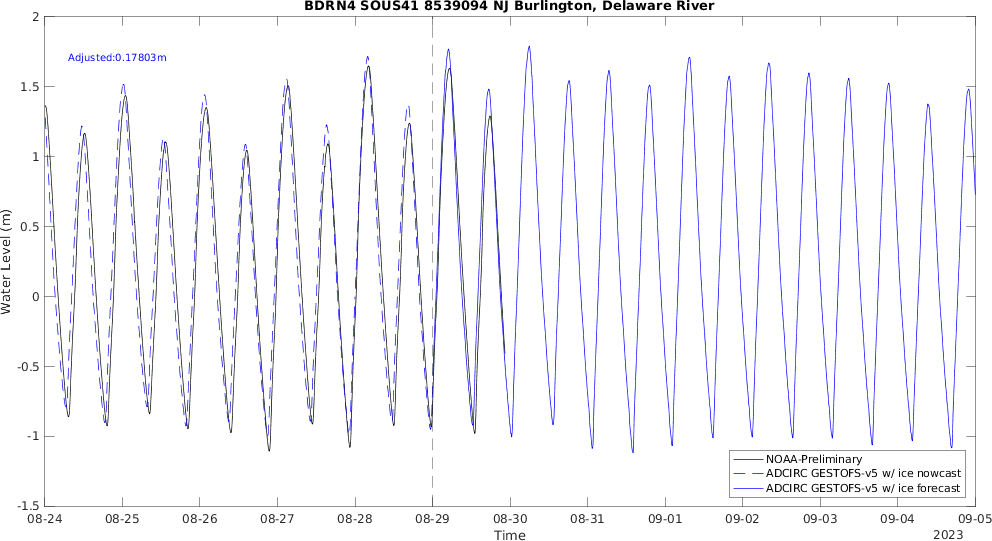 BDRN4 SOUS41 8539094 NJ Burlington, Delaware River
Adjusted:0.17803m
2
1.5
1
0.5
0
-0.5
-1
-1.5
Water Level (m)
NOAA-Preliminary
ADCIRC GESTOFS-v5 w/ ice nowcast
ADCIRC GESTOFS-v5 w/ ice forecast
08-24 08-25 08-26 08-27 08-28 08-29 08-30 08-31 09-01 09-02 09-03 09-04 09-05
Time
2023